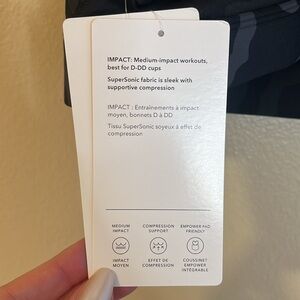 IMPACT: Medium-impact workouts,
best for D-DD cups
SuperSonic fabric is sleek with
supportive compression
IMPACT : Entraînements à impact
moyen, bonnets D à DD
Tissu SuperSonic soyeux à effet de
compression
MEDIUM
IMPACT
COMPRESSION
SUPPORT
EMPOWER PAD
FRIENDLY
IMPACT
MOYEN
EFFET DE
COMPRESSION
COUSSINET
EMPOWER
INTÉGRABLE